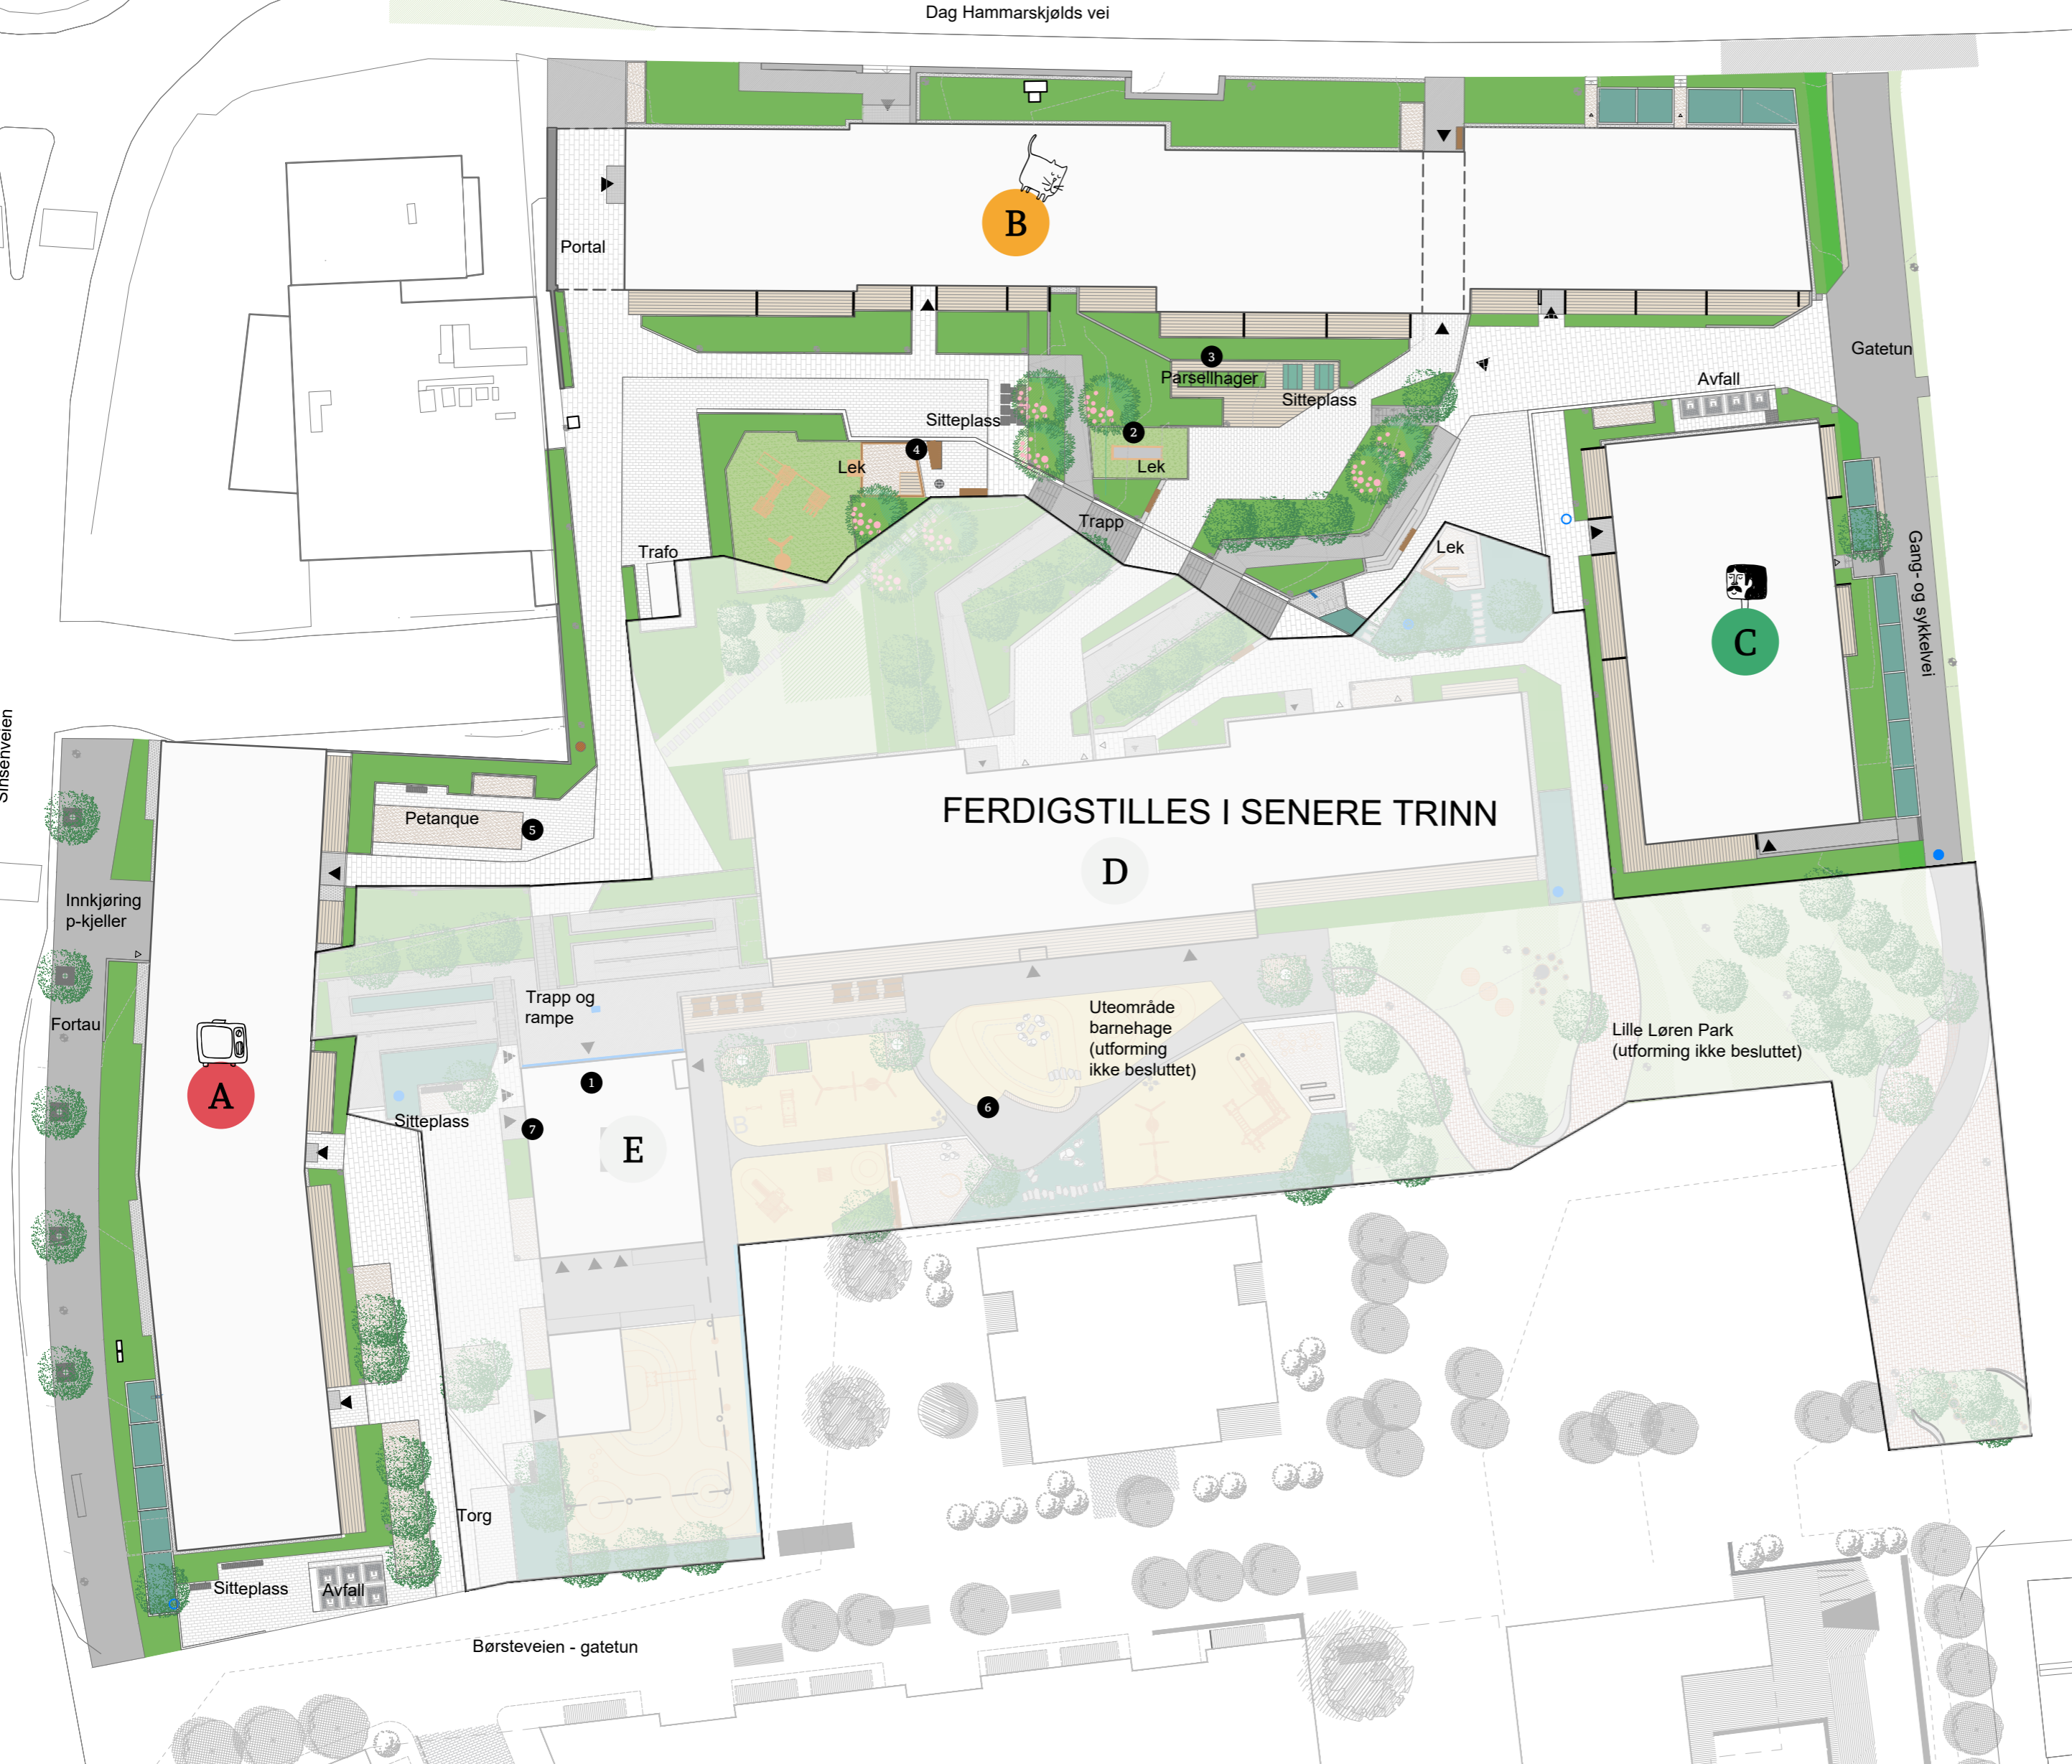 Dag Hammarskjølds vei
B
Portal
Gatetun
3
Parsellhager
Avfall
Sitteplass
Sitteplass
2
4
Lek
Lek
Trapp
Lek
Trafo
Gang- og sykkelvei
C
Simsenveien
FERDIGSTILLES I SENERE TRINN
Petanque
5
D
Innkjøring
p-kjeller
Fortau
Trapp og
rampe
Uteområde
barnehage
(utforming
ikke besluttet)
Lille Løren Park
(utforming ikke besluttet)
A
1
6
Sitteplass
7
E
B
Torg
Sitteplass
Avfall
Børsteveien - gatetun